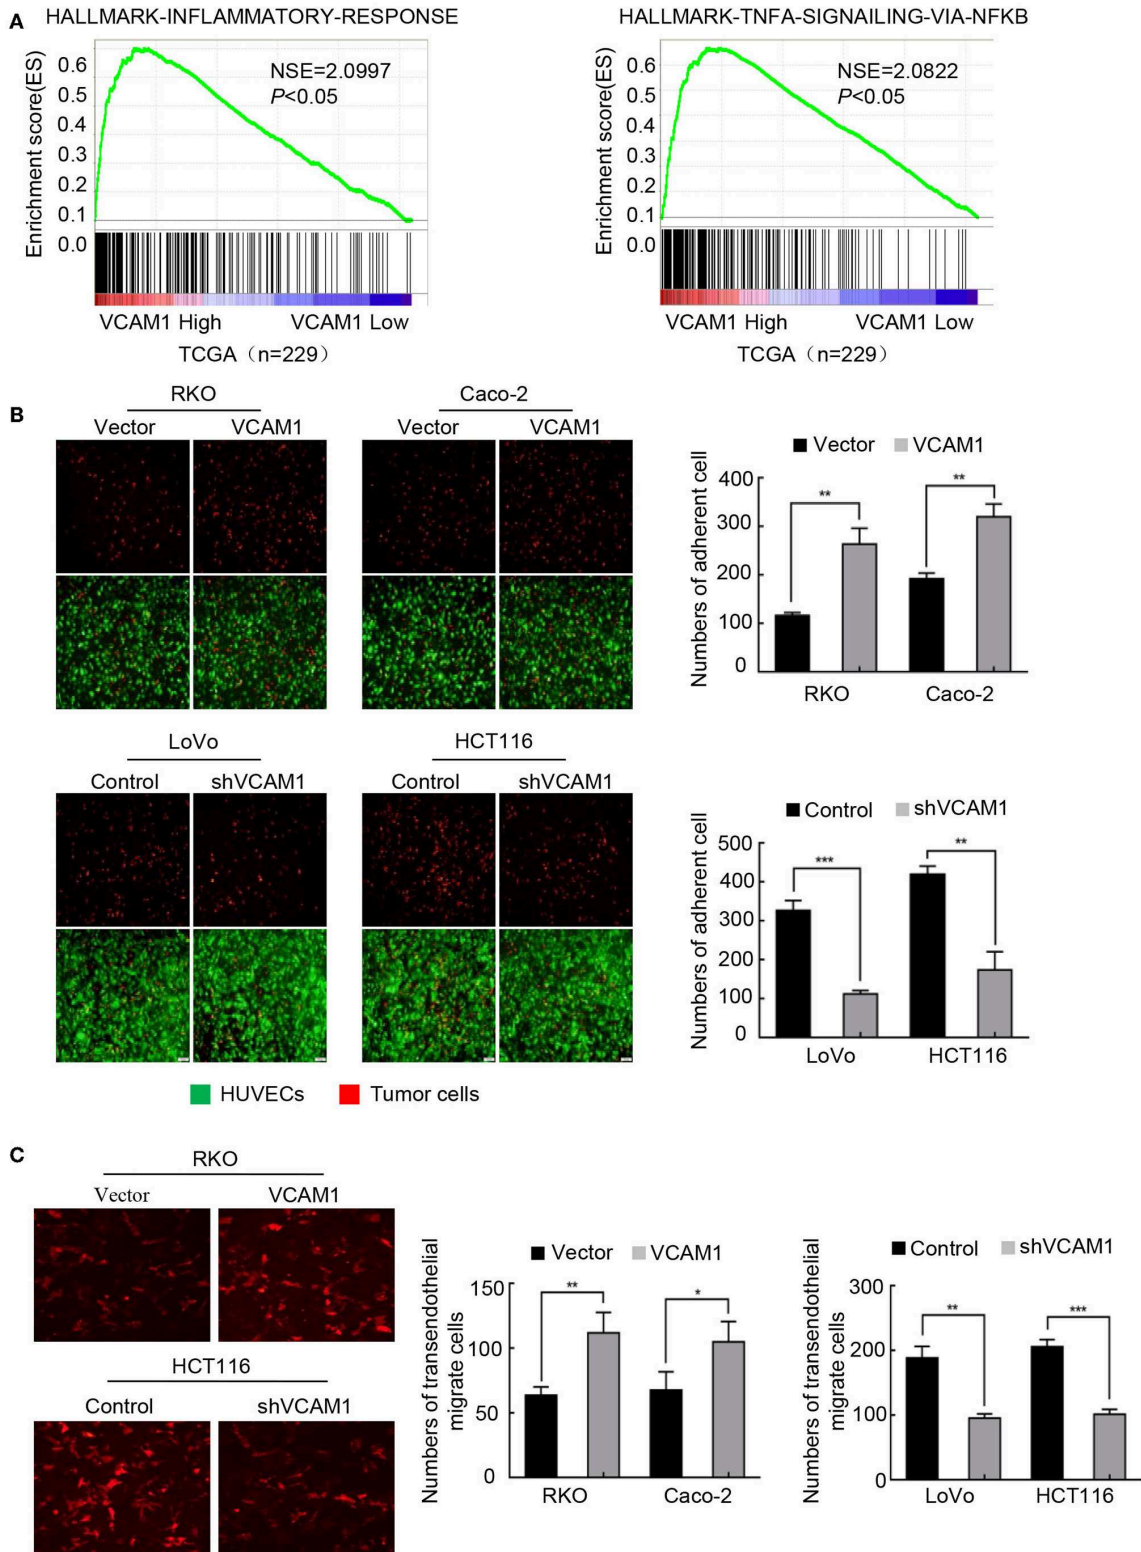 A
HALLMARK-INFLAMMATORY-RESPONSE
Enrichment score(ES)
0.6
0.5
0.4
0.3
0.2
0.1
0.0
NSE=2.0997
P<0.05
VCAM1 High
VCAM1 Low
TCGA（n=229）
HALLMARK-TNFA-SIGNAILING-VIA-NFKB
Enrichment score(ES)
0.6
0.5
0.4
0.3
0.2
0.1
0.0
NSE=2.0822
P<0.05
VCAM1 High
VCAM1 Low
TCGA（n=229）
B
RKO
Vector
VCAM1
Caco-2
Vector
VCAM1
Vector
VCAM1
Numbers of adherent cell
400
300
200
100
0
**
**
RKO
Caco-2
LoVo
Control
shVCAM1
HCT116
Control
shVCAM1
Control
shVCAM1
Numbers of adherent cell
500
400
300
200
100
0
***
**
LoVo
HCT116
HUVECs
Tumor cells
C
RKO
Vector
VCAM1
HCT116
Control
shVCAM1
Vector
VCAM1
Numbers of transendothelial
migrate cells
150
100
50
0
**
*
RKO
Caco-2
Control
shVCAM1
Numbers of transendothelial
migrate cells
300
200
100
0
**
***
LoVo
HCT116